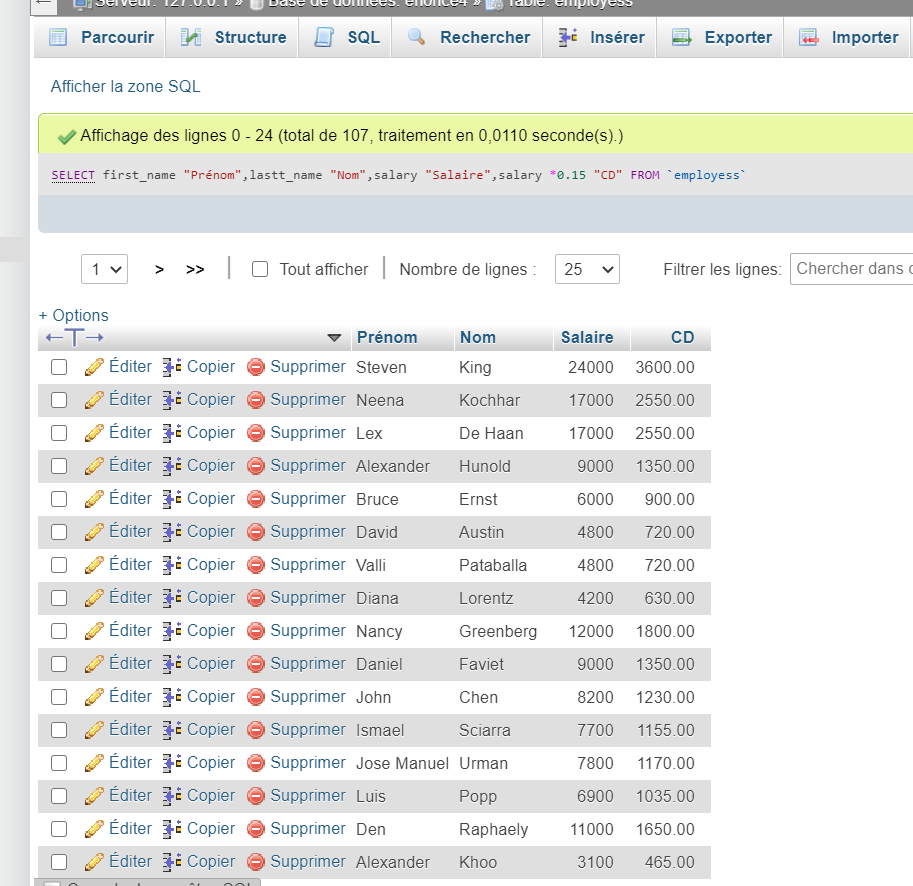 Serveur: 127.0.0.1 » Base de données: enonce4 » Table: employess
Parcourir Structure SQL Rechercher Insérer Exporter Importer
Afficher la zone SQL
Affichage des lignes 0 - 24 (total de 107, traitement en 0,0110 seconde(s).)
SELECT first_name "Prénom",lastt_name "Nom",salary "Salaire",salary *0.15 "CD" FROM `employess`
1 > >> | Tout afficher | Nombre de lignes : 25 Filtrer les lignes: Chercher dans c
+ Options
←T→ Prénom Nom Salaire CD
Éditer Copier Supprimer Steven King 24000 3600.00
Éditer Copier Supprimer Neena Kochhar 17000 2550.00
Éditer Copier Supprimer Lex De Haan 17000 2550.00
Éditer Copier Supprimer Alexander Hunold 9000 1350.00
Éditer Copier Supprimer Bruce Ernst 6000 900.00
Éditer Copier Supprimer David Austin 4800 720.00
Éditer Copier Supprimer Valli Pataballa 4800 720.00
Éditer Copier Supprimer Diana Lorentz 4200 630.00
Éditer Copier Supprimer Nancy Greenberg 12000 1800.00
Éditer Copier Supprimer Daniel Faviet 9000 1350.00
Éditer Copier Supprimer John Chen 8200 1230.00
Éditer Copier Supprimer Ismael Sciarra 7700 1155.00
Éditer Copier Supprimer Jose Manuel Urman 7800 1170.00
Éditer Copier Supprimer Luis Popp 6900 1035.00
Éditer Copier Supprimer Den Raphaely 11000 1650.00
Éditer Copier Supprimer Alexander Khoo 3100 465.00